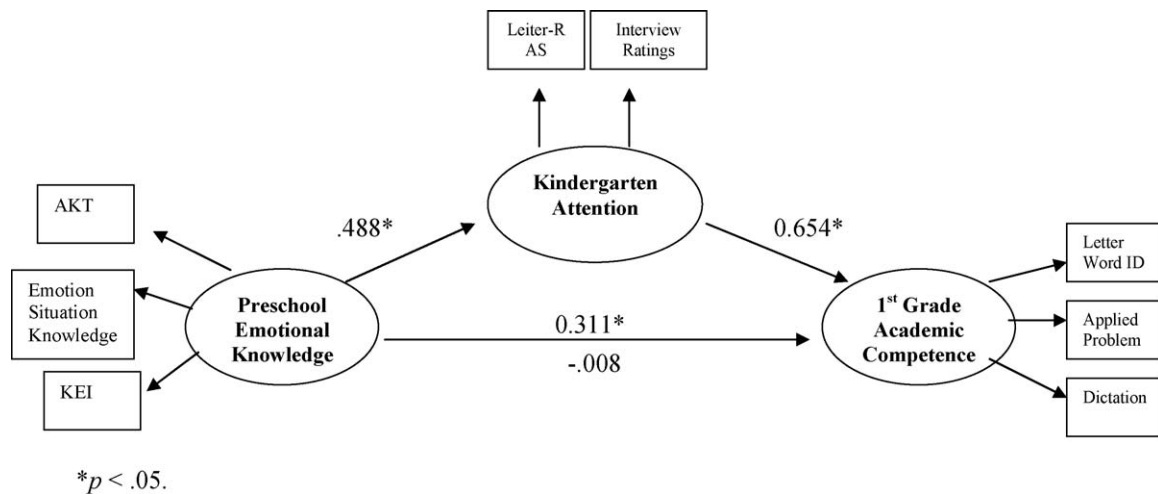 Leiter-R
AS
Interview
Ratings
Kindergarten
Attention
AKT
.488*
0.654*
Letter
Word ID
Emotion
Situation
Knowledge
Preschool
Emotional
Knowledge
0.311*
-.008
1st Grade
Academic
Competence
Applied
Problem
KEI
Dictation
*p < .05.